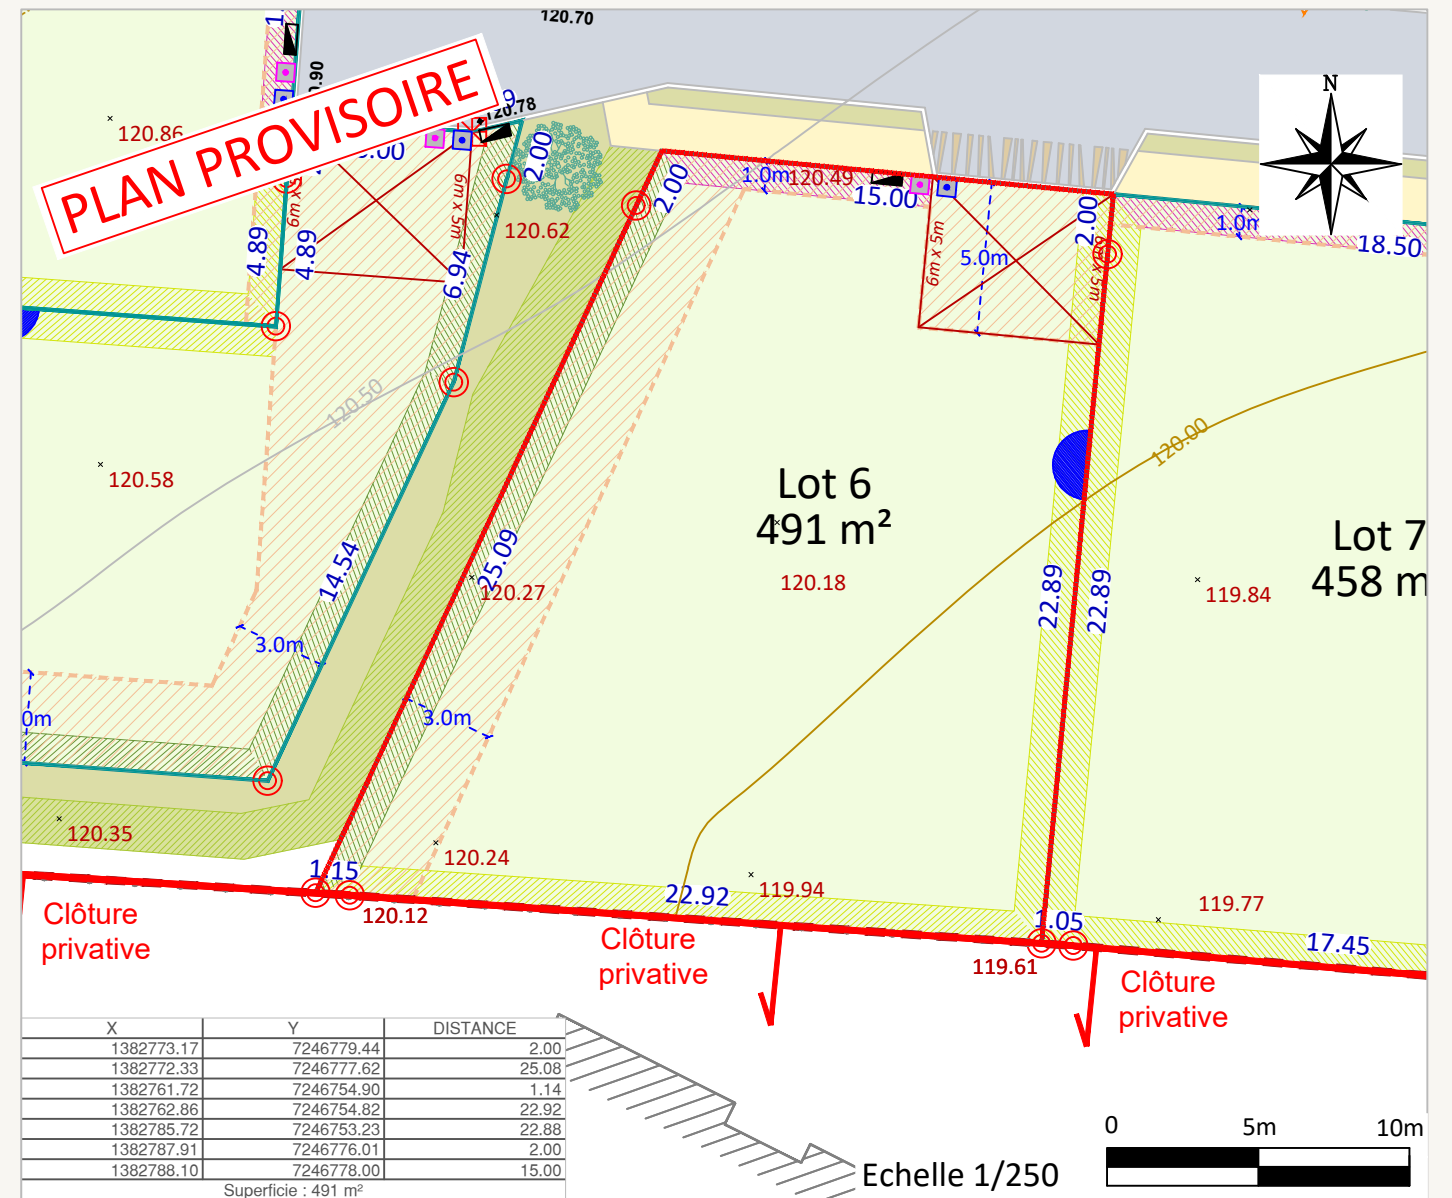 120.70
N
PLAN PROVISOIRE
120.86
120.78
2.00
6m x 5m
120.62
4.89
4.89
6.94
2.00
1.0m
120.49
15.00
6m x 5m
5.0m
2.00
1.0m
18.50
120.50
120.58
120.00
Lot 6
491 m²
120.18
Lot 7
458 m
119.84
14.54
25.09
120.27
22.89
22.89
3.0m
3.0m
0m
120.35
120.24
1.15
120.12
22.92
119.94
119.77
1.05
119.61
17.45
Clôture
privative
Clôture
privative
Clôture
privative
X Y DISTANCE
1382773.17 7246779.44 2.00
1382772.33 7246777.62 25.08
1382761.72 7246754.90 1.14
1382762.86 7246754.82 22.92
1382785.72 7246753.23 22.88
1382787.91 7246776.01 2.00
1382788.10 7246778.00 15.00
Superficie : 491 m²
Echelle 1/250
0 5m 10m